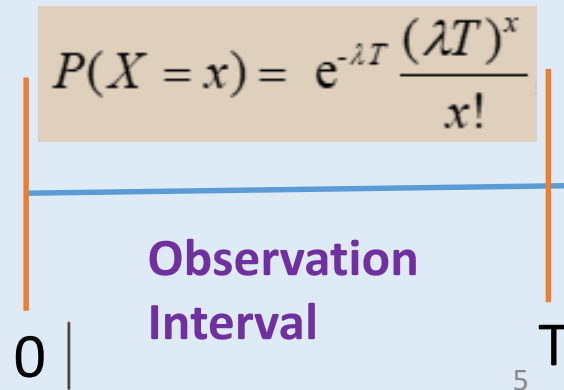 P(X = x) = e^{-λT} (λT)^x / x!
Observation
Interval
0 T
5